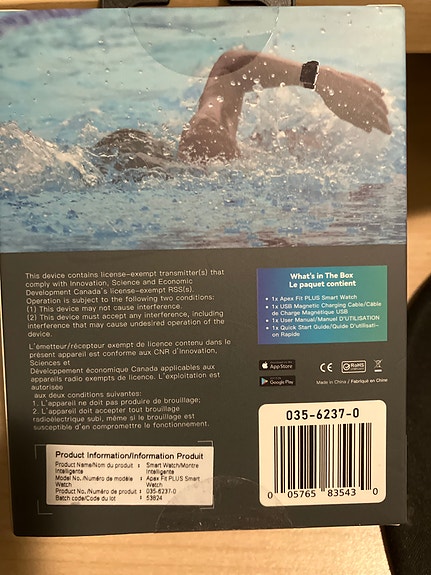 This device contains license-exempt transmitter(s) that
comply with Innovation, Science and Economic
Development Canada's license-exempt RSS(s).
Operation is subject to the following two conditions:
(1) This device may not cause interference.
(2) This device must accept any interference, including
interference that may cause undesired operation of the
device.
L'émetteur/récepteur exempt de licence contenu dans le
présent appareil est conforme aux CNR d'Innovation,
Sciences et
Développement économique Canada applicables aux
appareils radio exempts de licence. L'exploitation est
autorisée
aux deux conditions suivantes:
1. L'appareil ne doit pas produire de brouillage;
2. L'appareil doit accepter tout brouillage
radioélectrique subi, même si le brouillage est
susceptible d'en compromettre le fonctionnement.
Product Information/Information Produit
Product Name/Nom du produit : Smart Watch/Montre
Intelligente Intelligente
Model No./Numéro de modèle : Apex Fit PLUS Smart
Watch Watch
Product No./Numéro de produit : 035-6237-0
Batch code/Code du lot : 53824
What's in The Box
Le paquet contient
• 1x Apex Fit PLUS Smart Watch
• 1x USB Magnetic Charging Cable/Câble
de Charge Magnétique USB
• 1x User Manual/Manuel D'UTILISATION
• 1x Quick Start Guide/Guide D'utilisati-
on Rapide
App Store
Google Play
CE RoHS
Made in China / Fabriqué en Chine
035-6237-0
0 05765 83543 0